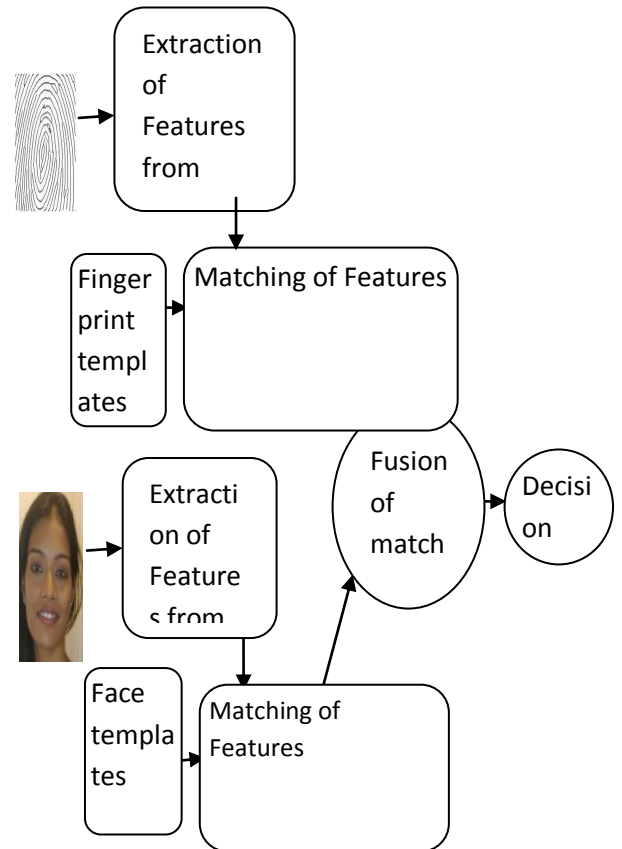 Extraction
of
Features
from
Finger
print
templ
ates
Matching of Features
Extracti
on of
Feature
s from
Fusion
of
match
Decisi
on
Face
templa
tes
Matching of
Features